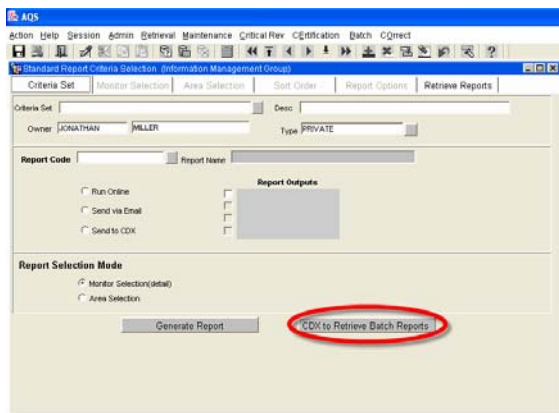 AQS
Action Help Session Admin Retrieval Maintenance Critical Rev CErtification Batch COrrect
Standard Report Criteria Selection (Information Management Group)
Criteria Set Monitor Selection Area Selection Sort Order Report Options Retrieve Reports
Criteria Set Desc
Owner JONATHAN MILLER Type PRIVATE
Report Code Report Name
Report Outputs
Run Online
Send via Email
Send to CDX
Report Selection Mode
Monitor Selection(detail)
Area Selection
Generate Report CDX to Retrieve Batch Reports